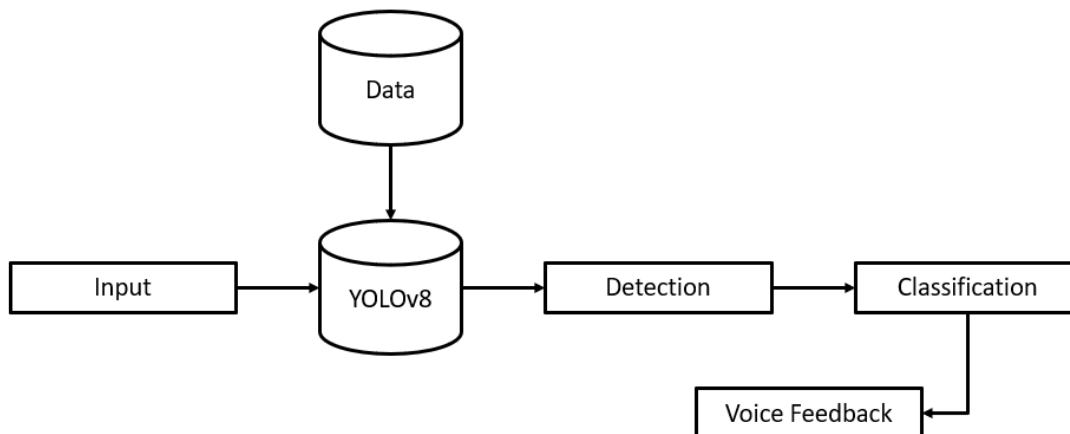 Data
Input
YOLOv8
Detection
Classification
Voice Feedback